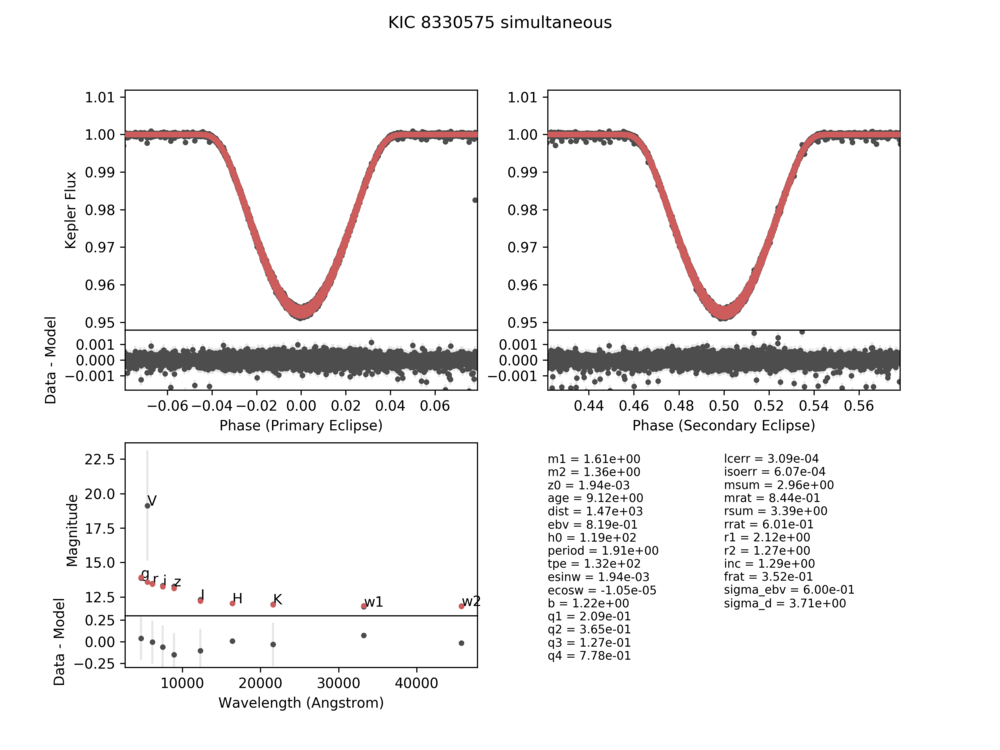 KIC 8330575 simultaneous
1.01
1.00
0.99
0.98
0.97
0.96
0.95
Kepler Flux
0.001
0.000
−0.001
Data - Model
−0.06 −0.04 −0.02 0.00 0.02 0.04 0.06
Phase (Primary Eclipse)
1.01
1.00
0.99
0.98
0.97
0.96
0.95
0.001
0.000
−0.001
0.44 0.46 0.48 0.50 0.52 0.54 0.56
Phase (Secondary Eclipse)
22.5
20.0
17.5
15.0
12.5
Magnitude
V
g r i z
J H K w1 w2
0.25
0.00
−0.25
Data - Model
10000 20000 30000 40000
Wavelength (Angstrom)
m1 = 1.61e+00
m2 = 1.36e+00
z0 = 1.94e-03
age = 9.12e+00
dist = 1.47e+03
ebv = 8.19e-01
h0 = 1.19e+02
period = 1.91e+00
tpe = 1.32e+02
esinw = 1.94e-03
ecosw = -1.05e-05
b = 1.22e+00
q1 = 2.09e-01
q2 = 3.65e-01
q3 = 1.27e-01
q4 = 7.78e-01
lcerr = 3.09e-04
isoerr = 6.07e-04
msum = 2.96e+00
mrat = 8.44e-01
rsum = 3.39e+00
rrat = 6.01e-01
r1 = 2.12e+00
r2 = 1.27e+00
inc = 1.29e+00
frat = 3.52e-01
sigma_ebv = 6.00e-01
sigma_d = 3.71e+00